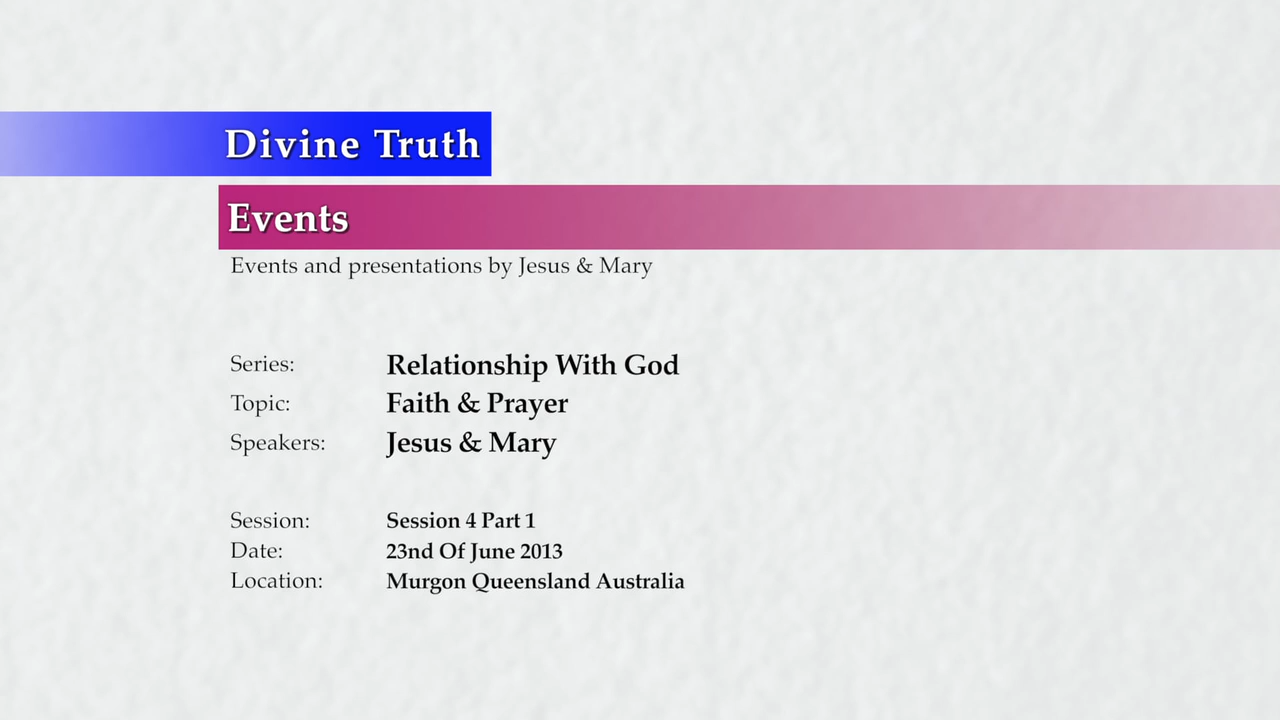 Divine Truth
Events
Events and presentations by Jesus & Mary
Series: Relationship With God
Topic: Faith & Prayer
Speakers: Jesus & Mary
Session: Session 4 Part 1
Date: 23nd Of June 2013
Location: Murgon Queensland Australia